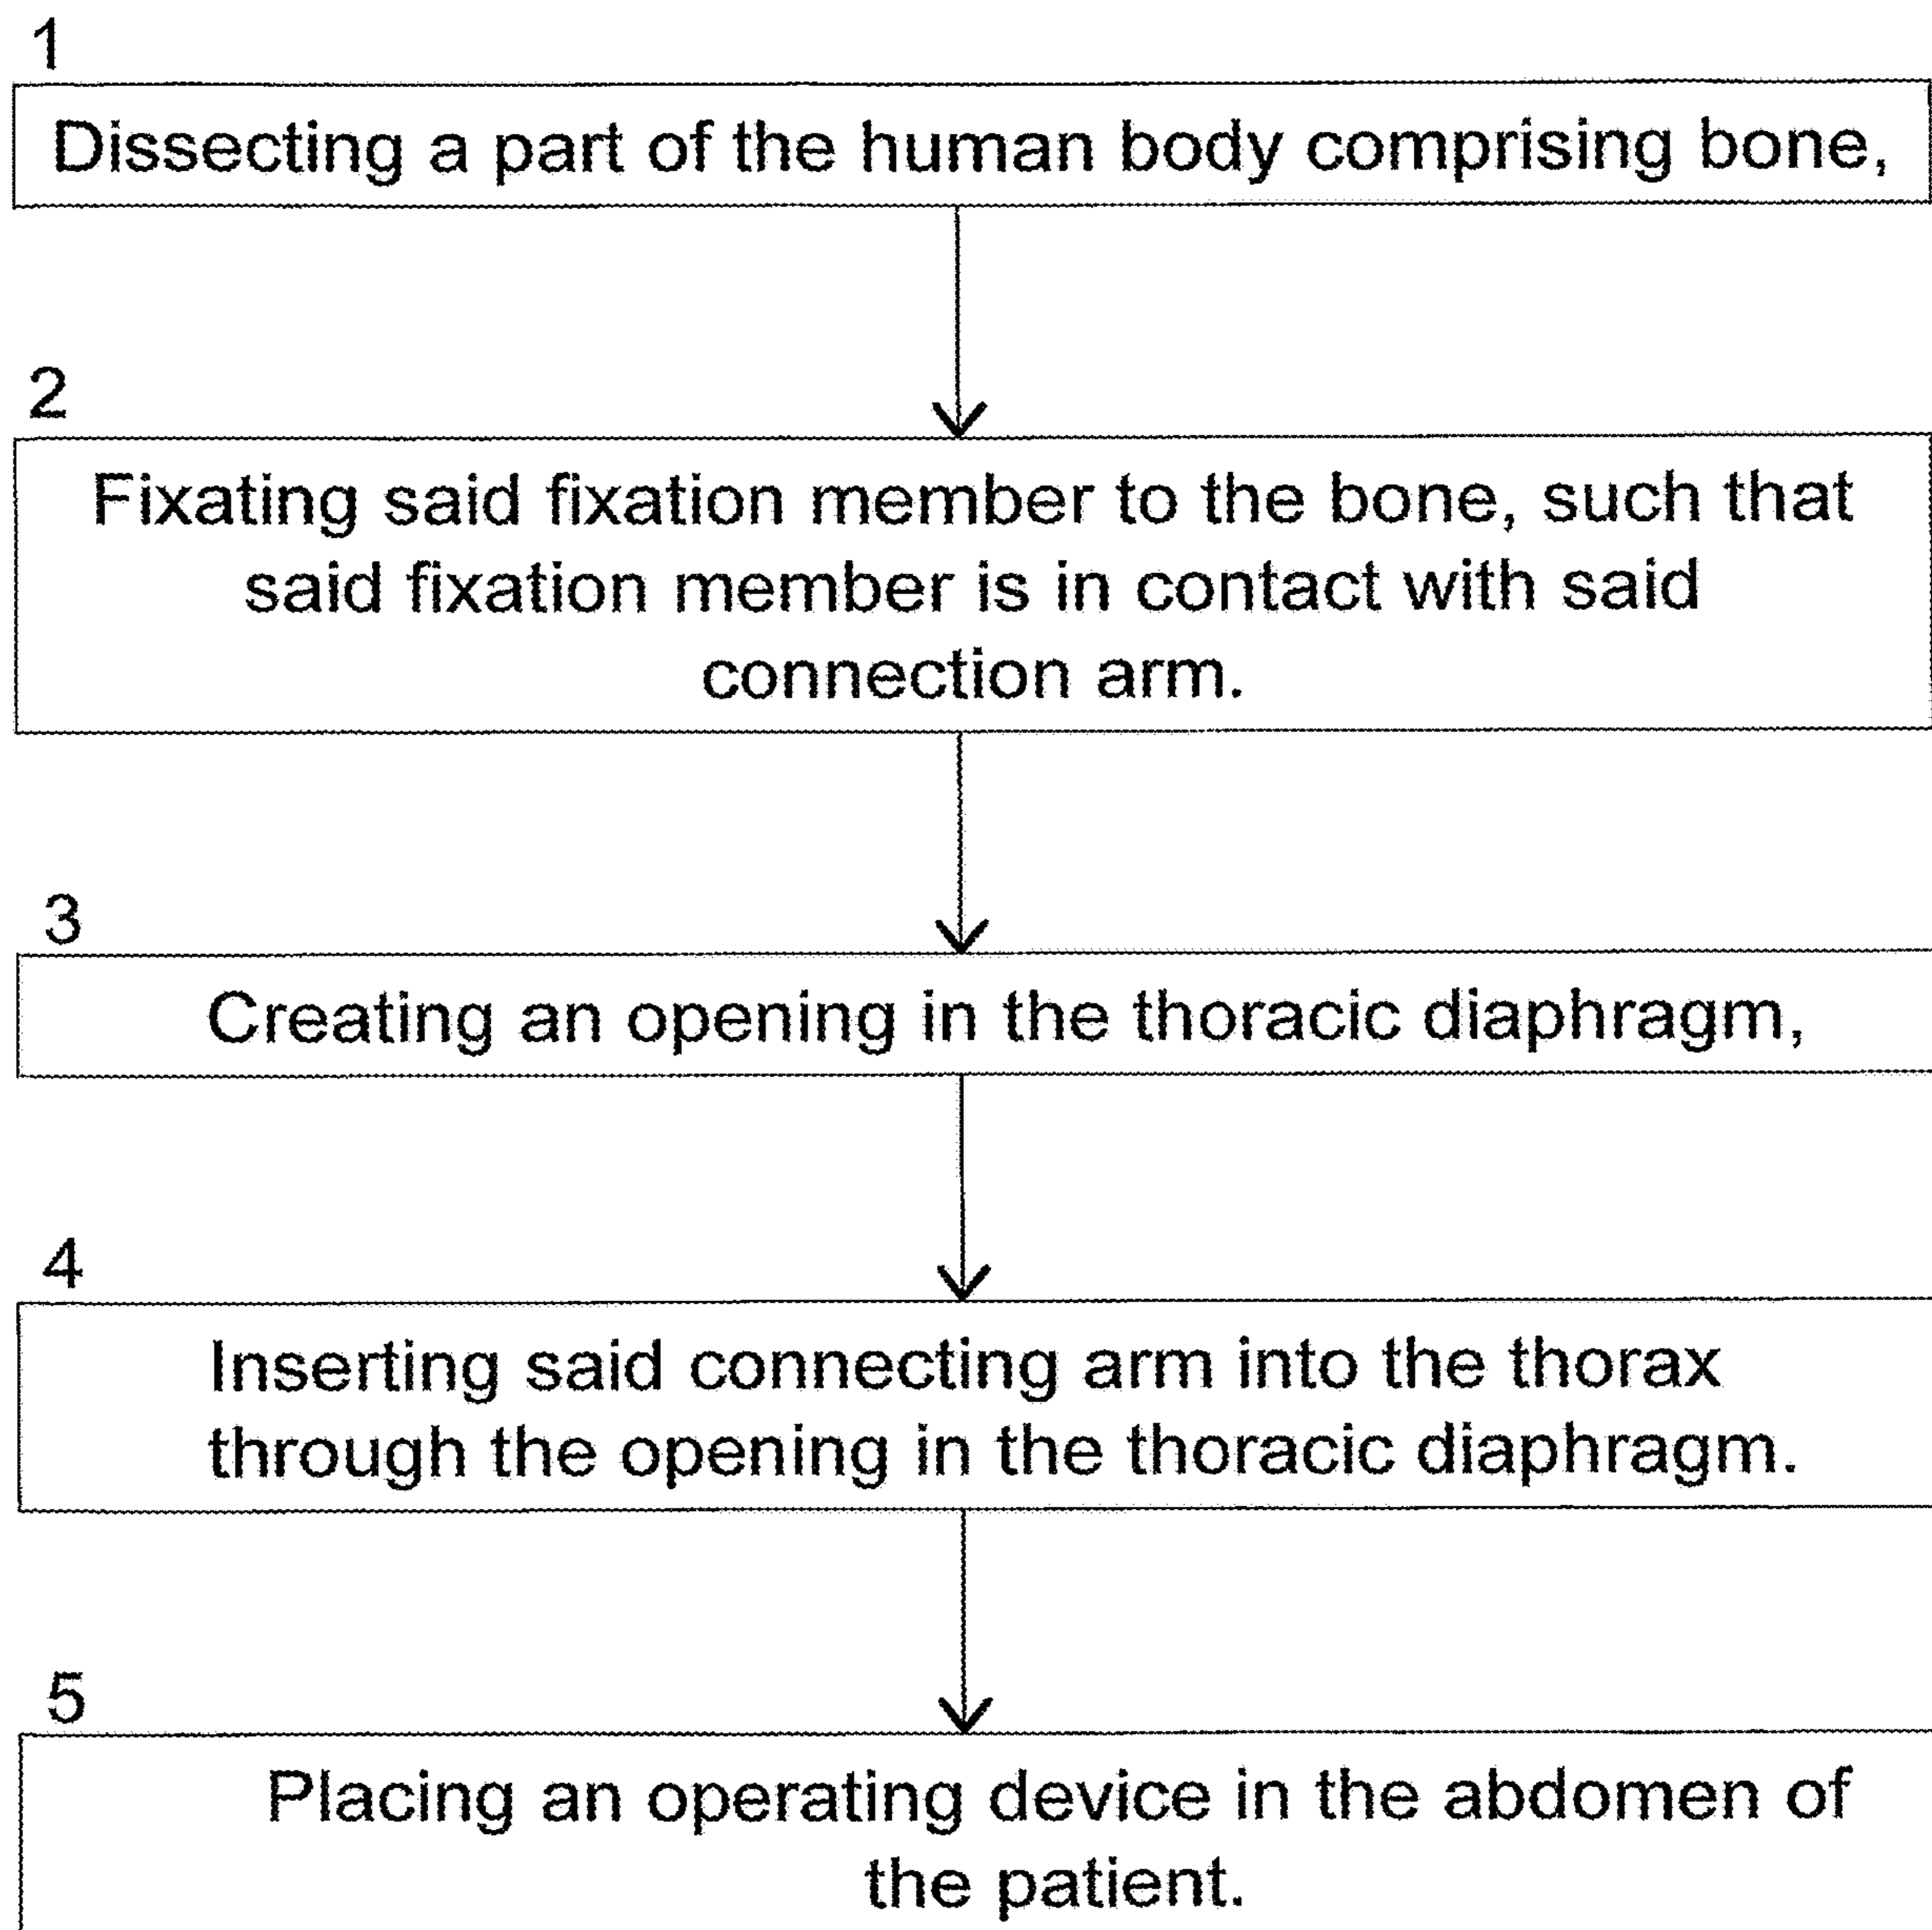 1
Dissecting a part of the human body comprising bone,
2
Fixating said fixation member to the bone, such that
said fixation member is in contact with said
connection arm.
3
Creating an opening in the thoracic diaphragm,
4
Inserting said connecting arm into the thorax
through the opening in the thoracic diaphragm.
5
Placing an operating device in the abdomen of
the patient.